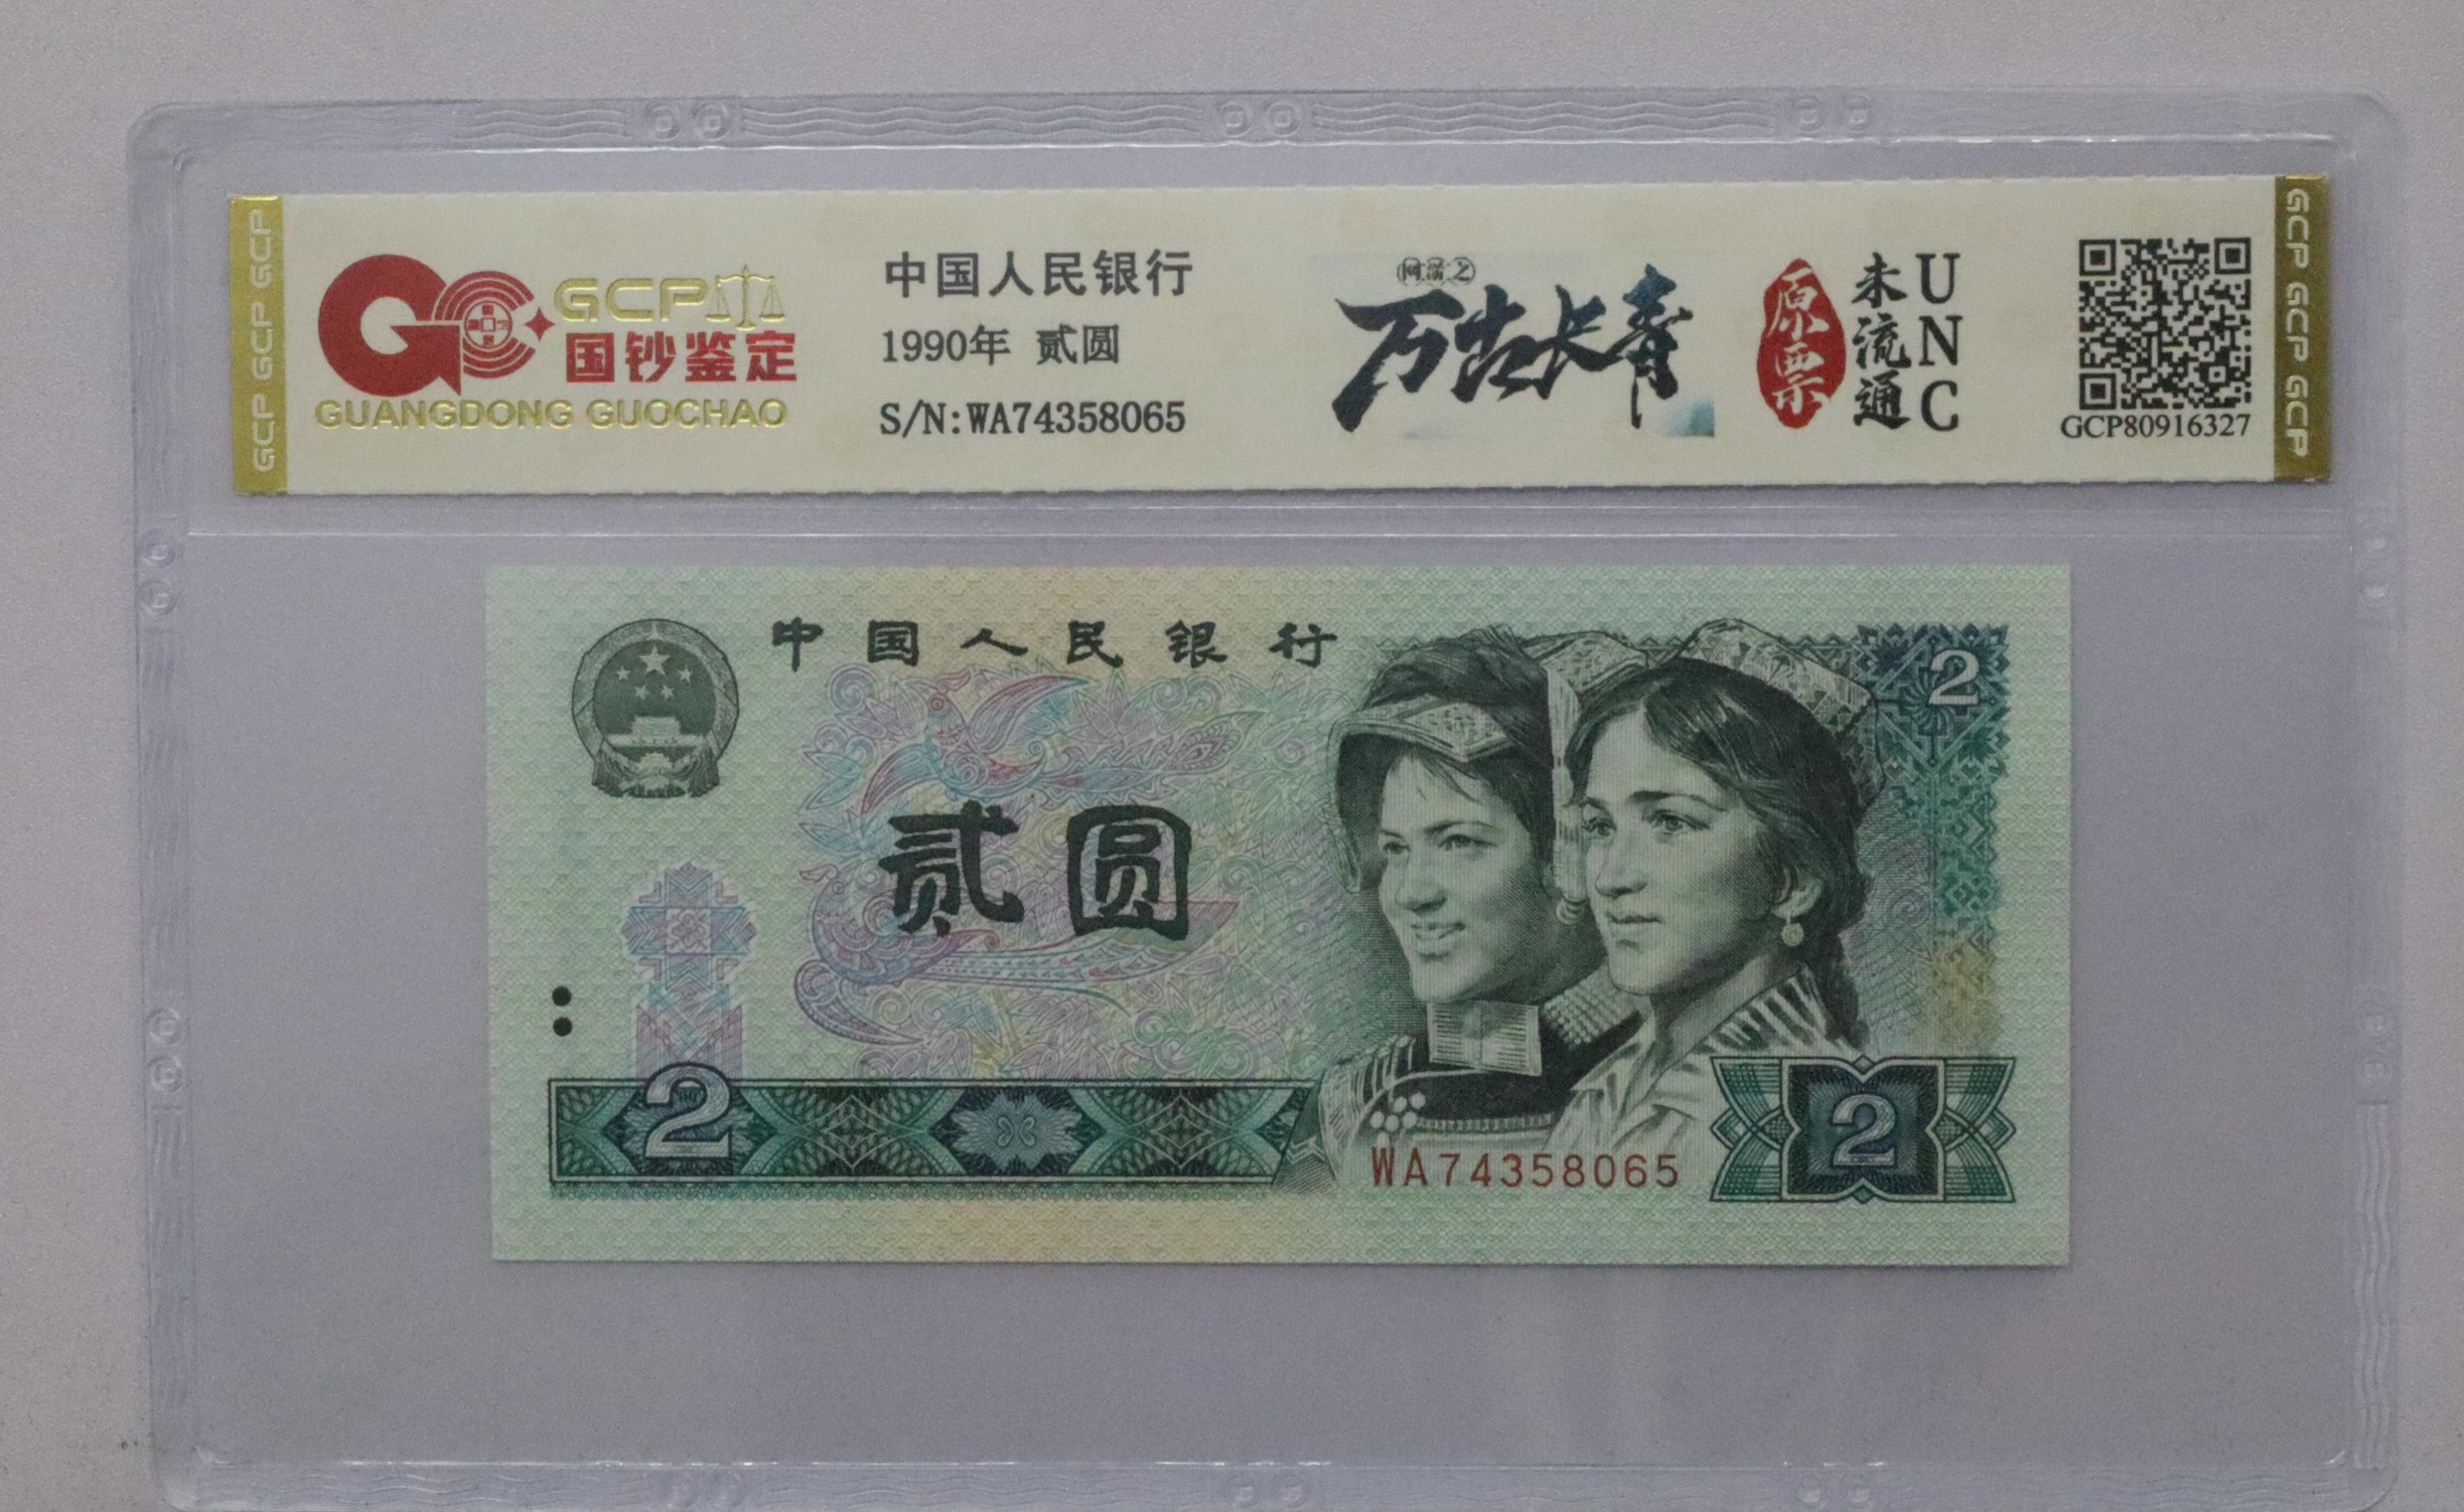 GCP GCP GCP
GCP
国钞鉴定
GUANGDONG GUOCHAO
中国人民银行
1990年 贰圆
S/N:WA74358065
万古长青
原票
未流通
UNC
GCP80916327
GCP GCP GCP
中国人民银行
2
贰圆
2
WA74358065
2